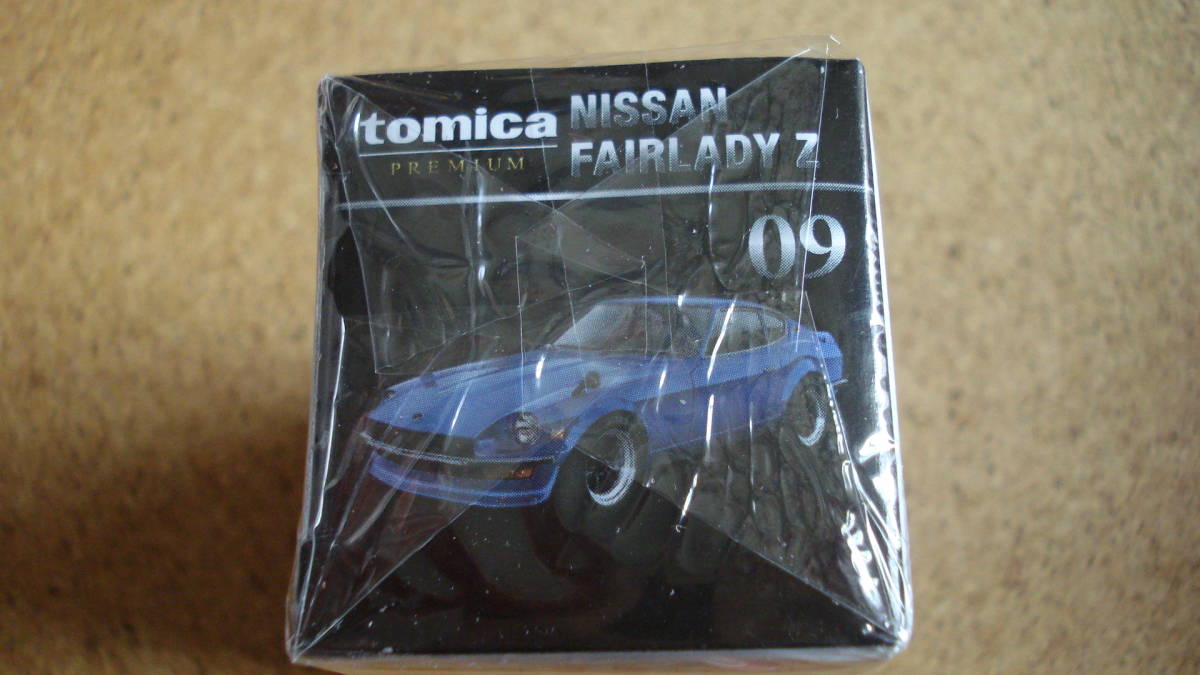 tomica
PREMIUM
NISSAN
FAIRLADY Z
09